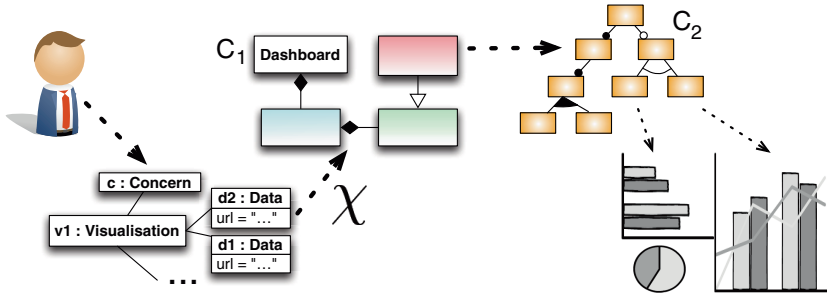 C1
Dashboard
C2
c : Concern
v1 : Visualisation
d2 : Data
url = "..."
d1 : Data
url = "..."
χ
...